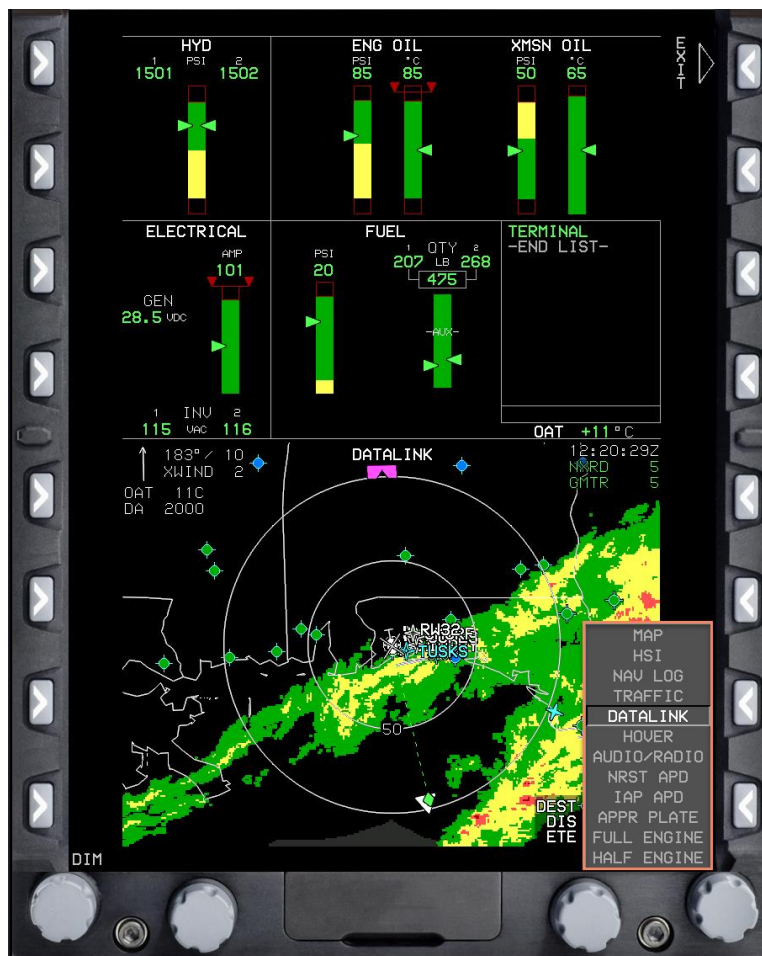 HYD
1 PSI 2
1501 1502
ENG OIL
PSI °C
85 85
XMSN OIL
PSI °C
50 65
EXIT
ELECTRICAL
AMP
101
GEN
28.5 VDC
1 INV 2
115 VAC 116
FUEL
PSI
20
1 QTY 2
207 LB 268
475
-AUX-
TERMINAL
-END LIST-
OAT +11°C
183°/ 10
XWIND 2
OAT 11C
DA 2000
DATALINK
12:20:29Z
NXRD 5
GMTR 5
RW32
TUSKS
50
DEST
DIS
ETE
MAP
HSI
NAV LOG
TRAFFIC
DATALINK
HOVER
AUDIO/RADIO
NRST APD
IAP APD
APPR PLATE
FULL ENGINE
HALF ENGINE
DIM